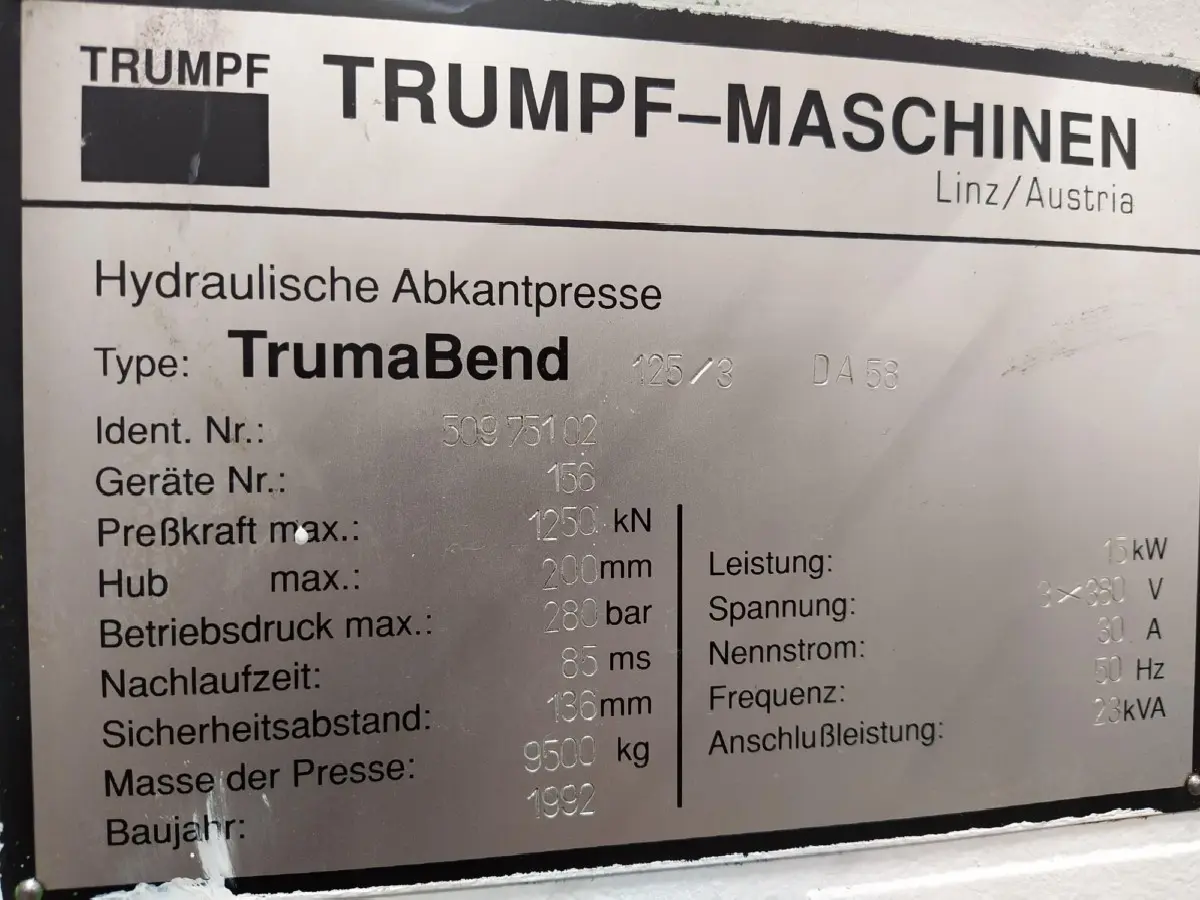 TRUMPF
TRUMPF-MASCHINEN
Linz/Austria
Hydraulische Abkantpresse
Type: TrumaBend 125/3 DA 58
Ident. Nr.: 509 751 02
Geräte Nr.: 156
Preßkraft max.: 1250 kN
Hub max.: 200 mm
Betriebsdruck max.: 280 bar
Nachlaufzeit: 85 ms
Sicherheitsabstand: 136 mm
Masse der Presse: 9500 kg
Baujahr: 1992
Leistung: 15 kW
Spannung: 3×380 V
Nennstrom: 30 A
Frequenz: 50 Hz
Anschlußleistung: 23 kVA